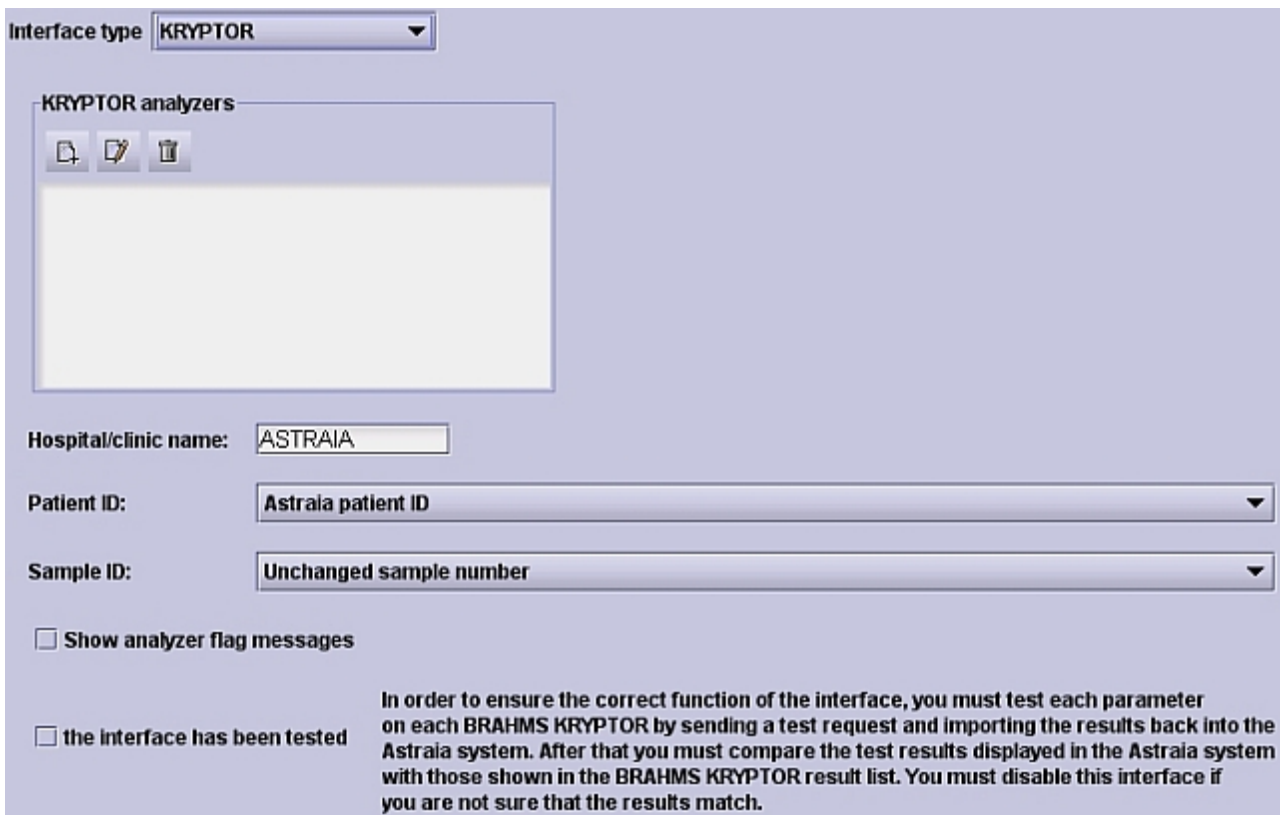 Interface type KRYPTOR
KRYPTOR analyzers
Hospital/clinic name: ASTRAIA
Patient ID: Astraia patient ID
Sample ID: Unchanged sample number
Show analyzer flag messages
the interface has been tested
In order to ensure the correct function of the interface, you must test each parameter
on each BRAHMS KRYPTOR by sending a test request and importing the results back into the
Astraia system. After that you must compare the test results displayed in the Astraia system
with those shown in the BRAHMS KRYPTOR result list. You must disable this interface if
you are not sure that the results match.